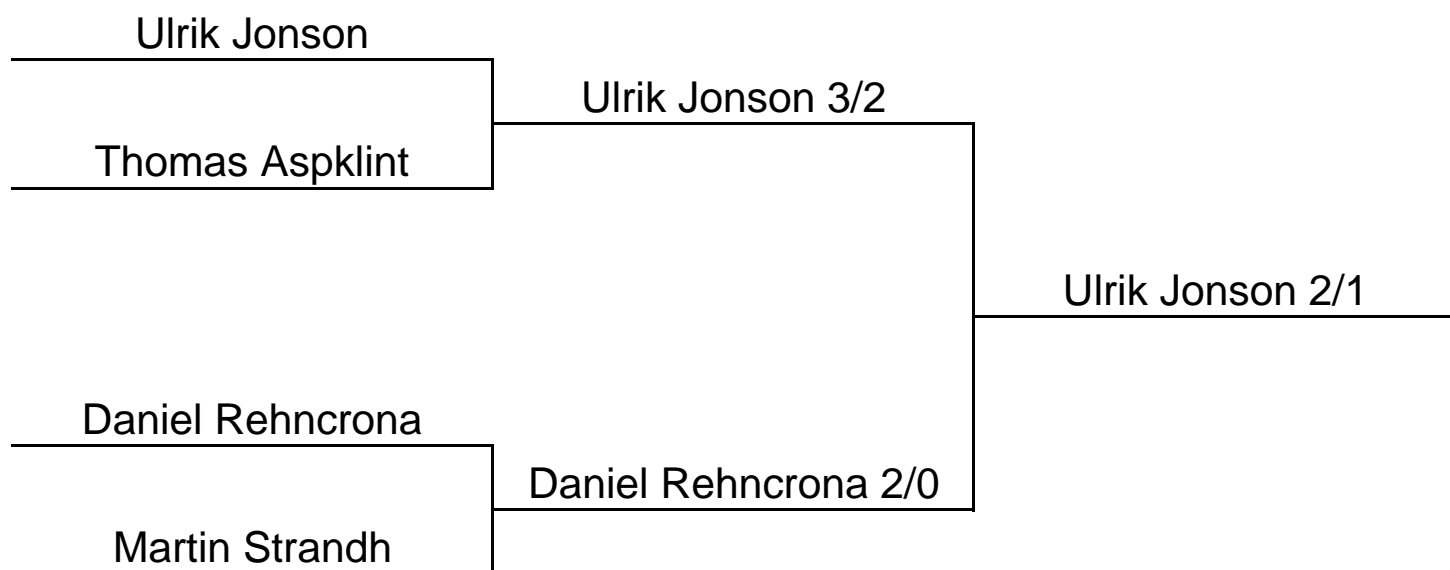 Ulrik Jonson
Ulrik Jonson 3/2
Thomas Aspklint
Ulrik Jonson 2/1
Daniel Rehncrona
Daniel Rehncrona 2/0
Martin Strandh